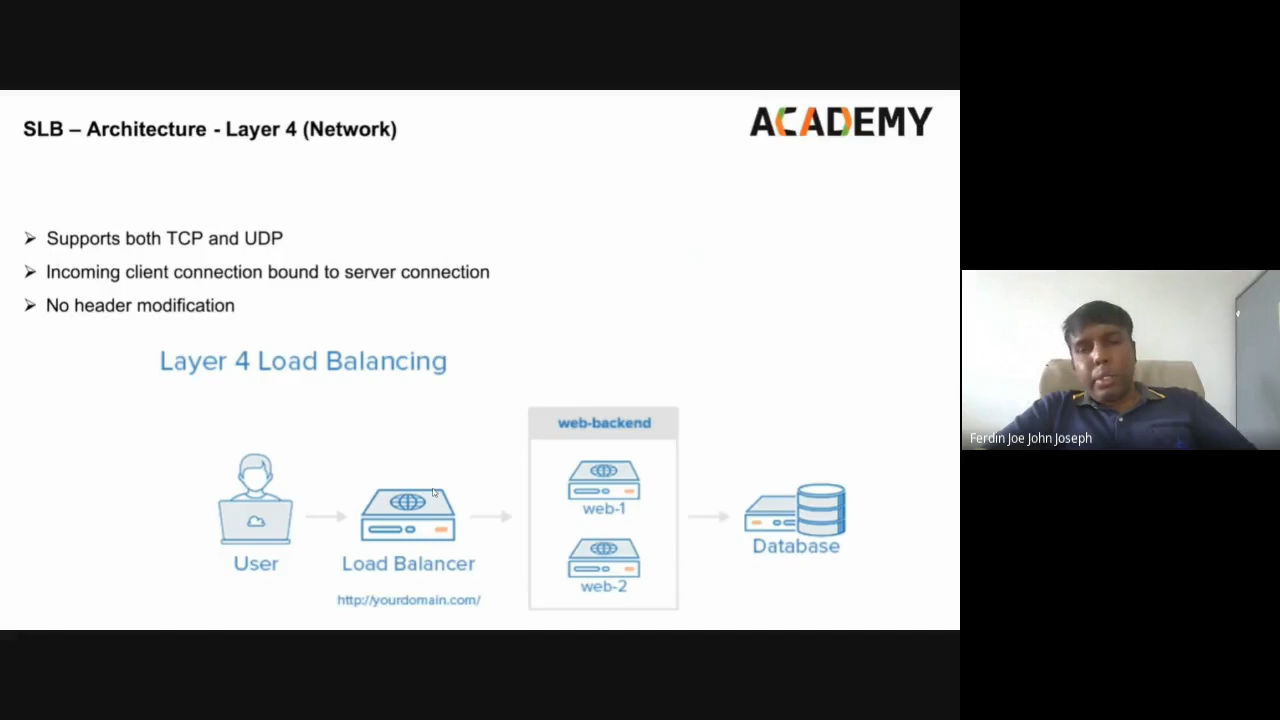 SLB – Architecture - Layer 4 (Network)
ACADEMY
➢ Supports both TCP and UDP
➢ Incoming client connection bound to server connection
➢ No header modification
Layer 4 Load Balancing
web-backend
web-1
web-2
User
Load Balancer
Database
http://yourdomain.com/
Ferdin Joe John Joseph